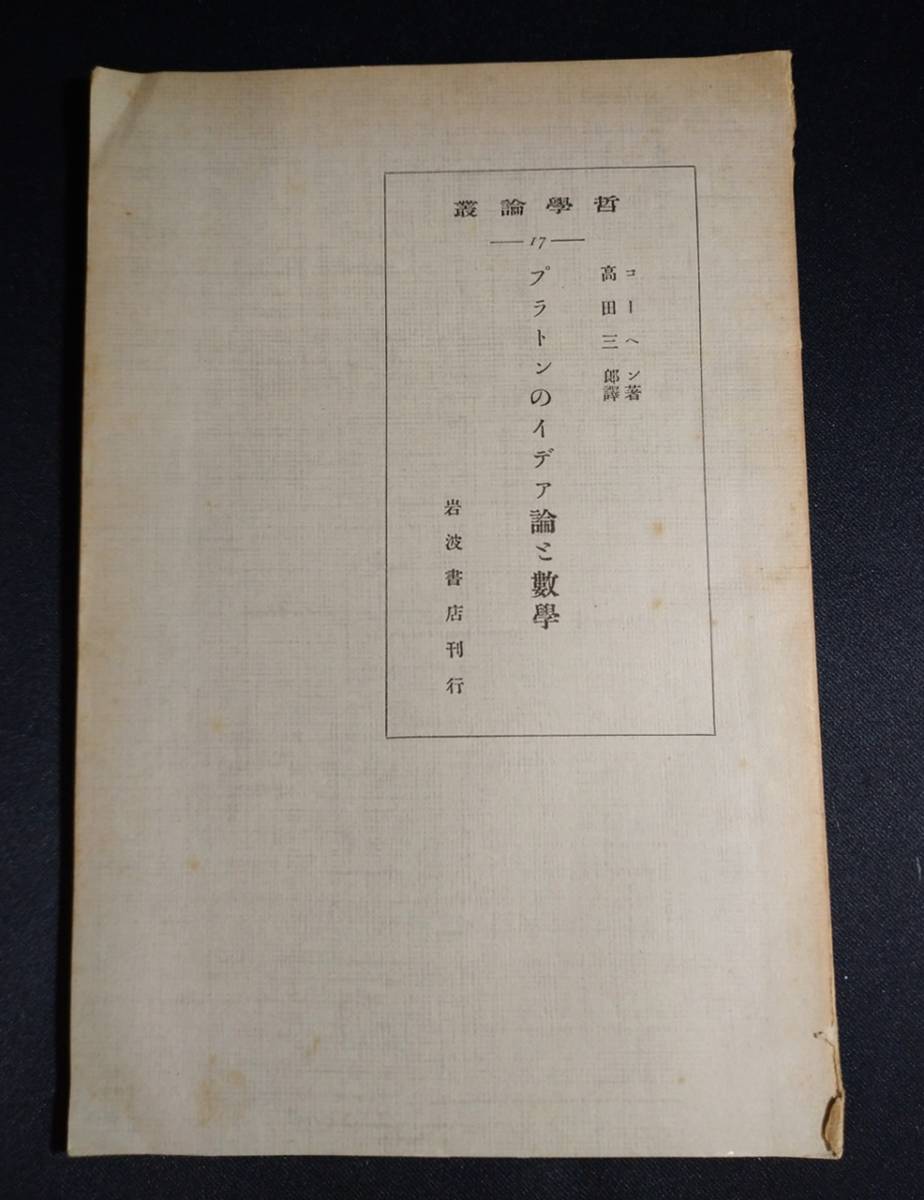 叢論學哲
17
コーヘン著
高田三郎譯
プラトンのイデア論と數學
岩波書店刊行